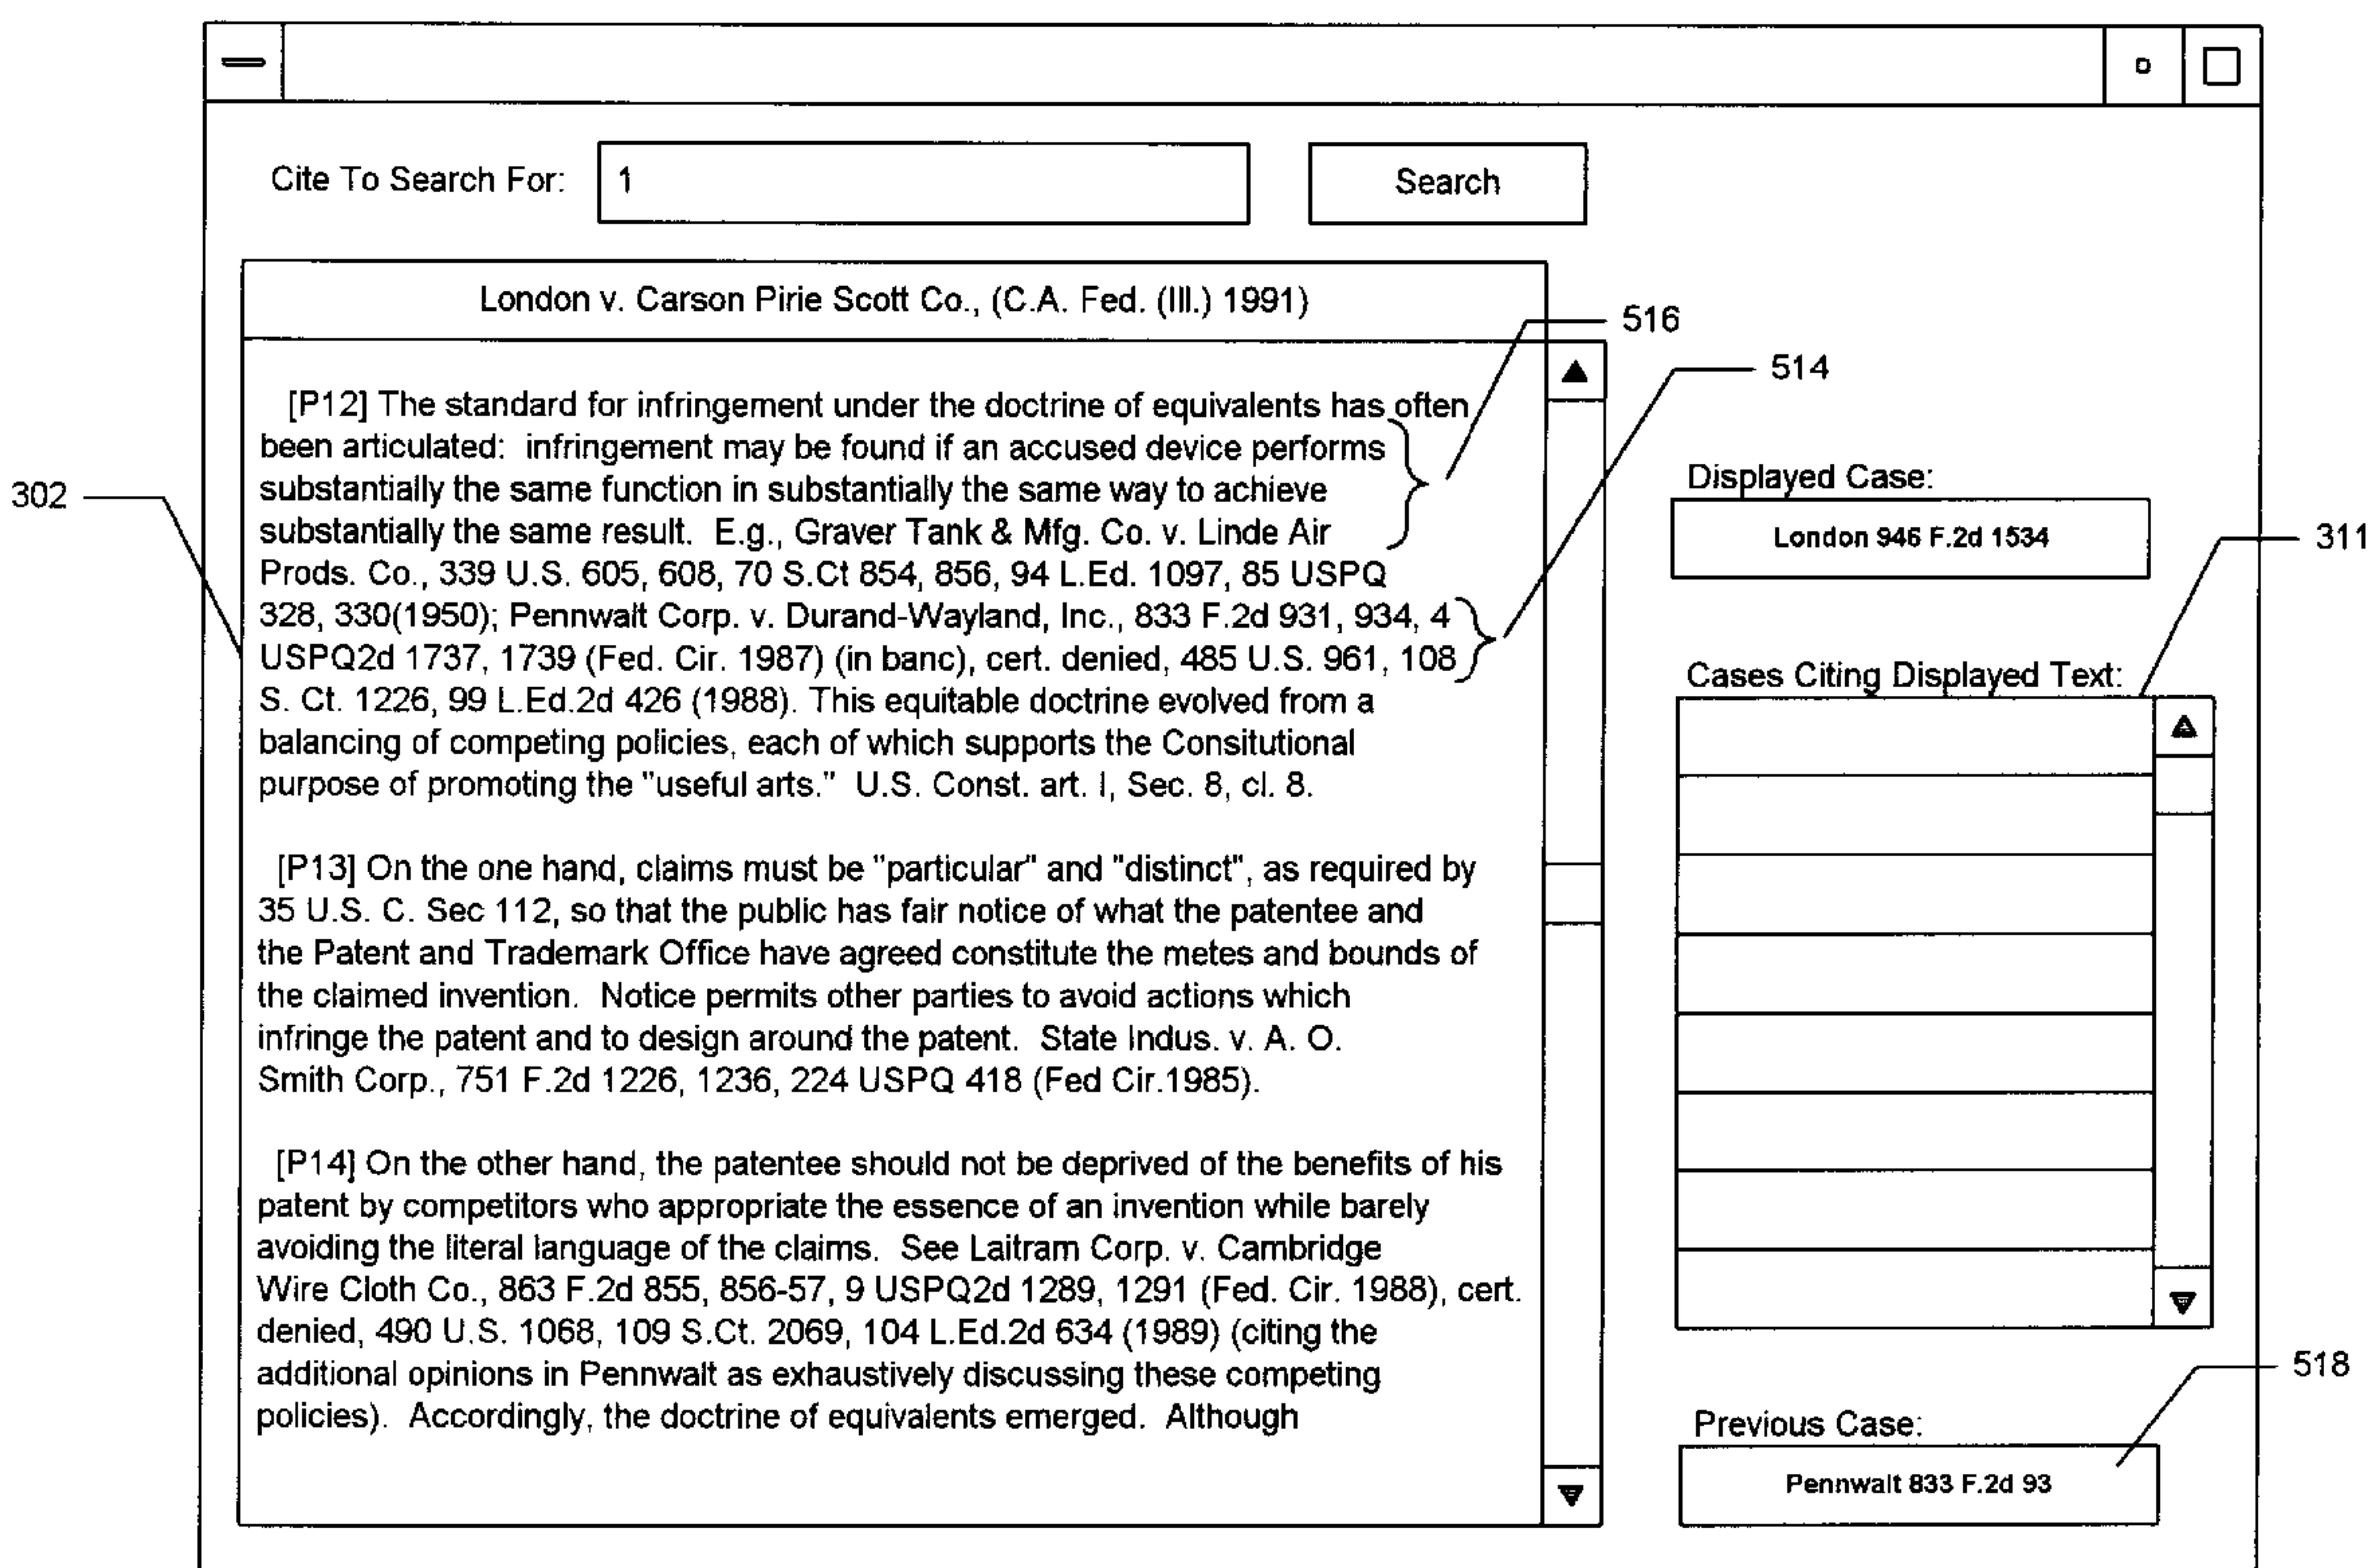 Cite To Search For: 1 Search
London v. Carson Pirie Scott Co., (C.A. Fed. (Ill.) 1991)
516
514
[P12] The standard for infringement under the doctrine of equivalents has often
been articulated: infringement may be found if an accused device performs
substantially the same function in substantially the same way to achieve
substantially the same result. E.g., Graver Tank & Mfg. Co. v. Linde Air
Prods. Co., 339 U.S. 605, 608, 70 S.Ct 854, 856, 94 L.Ed. 1097, 85 USPQ
328, 330(1950); Pennwalt Corp. v. Durand-Wayland, Inc., 833 F.2d 931, 934, 4
USPQ2d 1737, 1739 (Fed. Cir. 1987) (in banc), cert. denied, 485 U.S. 961, 108
S. Ct. 1226, 99 L.Ed.2d 426 (1988). This equitable doctrine evolved from a
balancing of competing policies, each of which supports the Consitutional
purpose of promoting the "useful arts." U.S. Const. art. I, Sec. 8, cl. 8.
[P13] On the one hand, claims must be "particular" and "distinct", as required by
35 U.S. C. Sec 112, so that the public has fair notice of what the patentee and
the Patent and Trademark Office have agreed constitute the metes and bounds of
the claimed invention. Notice permits other parties to avoid actions which
infringe the patent and to design around the patent. State Indus. v. A. O.
Smith Corp., 751 F.2d 1226, 1236, 224 USPQ 418 (Fed Cir.1985).
[P14] On the other hand, the patentee should not be deprived of the benefits of his
patent by competitors who appropriate the essence of an invention while barely
avoiding the literal language of the claims. See Laitram Corp. v. Cambridge
Wire Cloth Co., 863 F.2d 855, 856-57, 9 USPQ2d 1289, 1291 (Fed. Cir. 1988), cert.
denied, 490 U.S. 1068, 109 S.Ct. 2069, 104 L.Ed.2d 634 (1989) (citing the
additional opinions in Pennwalt as exhaustively discussing these competing
policies). Accordingly, the doctrine of equivalents emerged. Although
302
Displayed Case:
London 946 F.2d 1534
311
Cases Citing Displayed Text:
518
Previous Case:
Pennwalt 833 F.2d 93